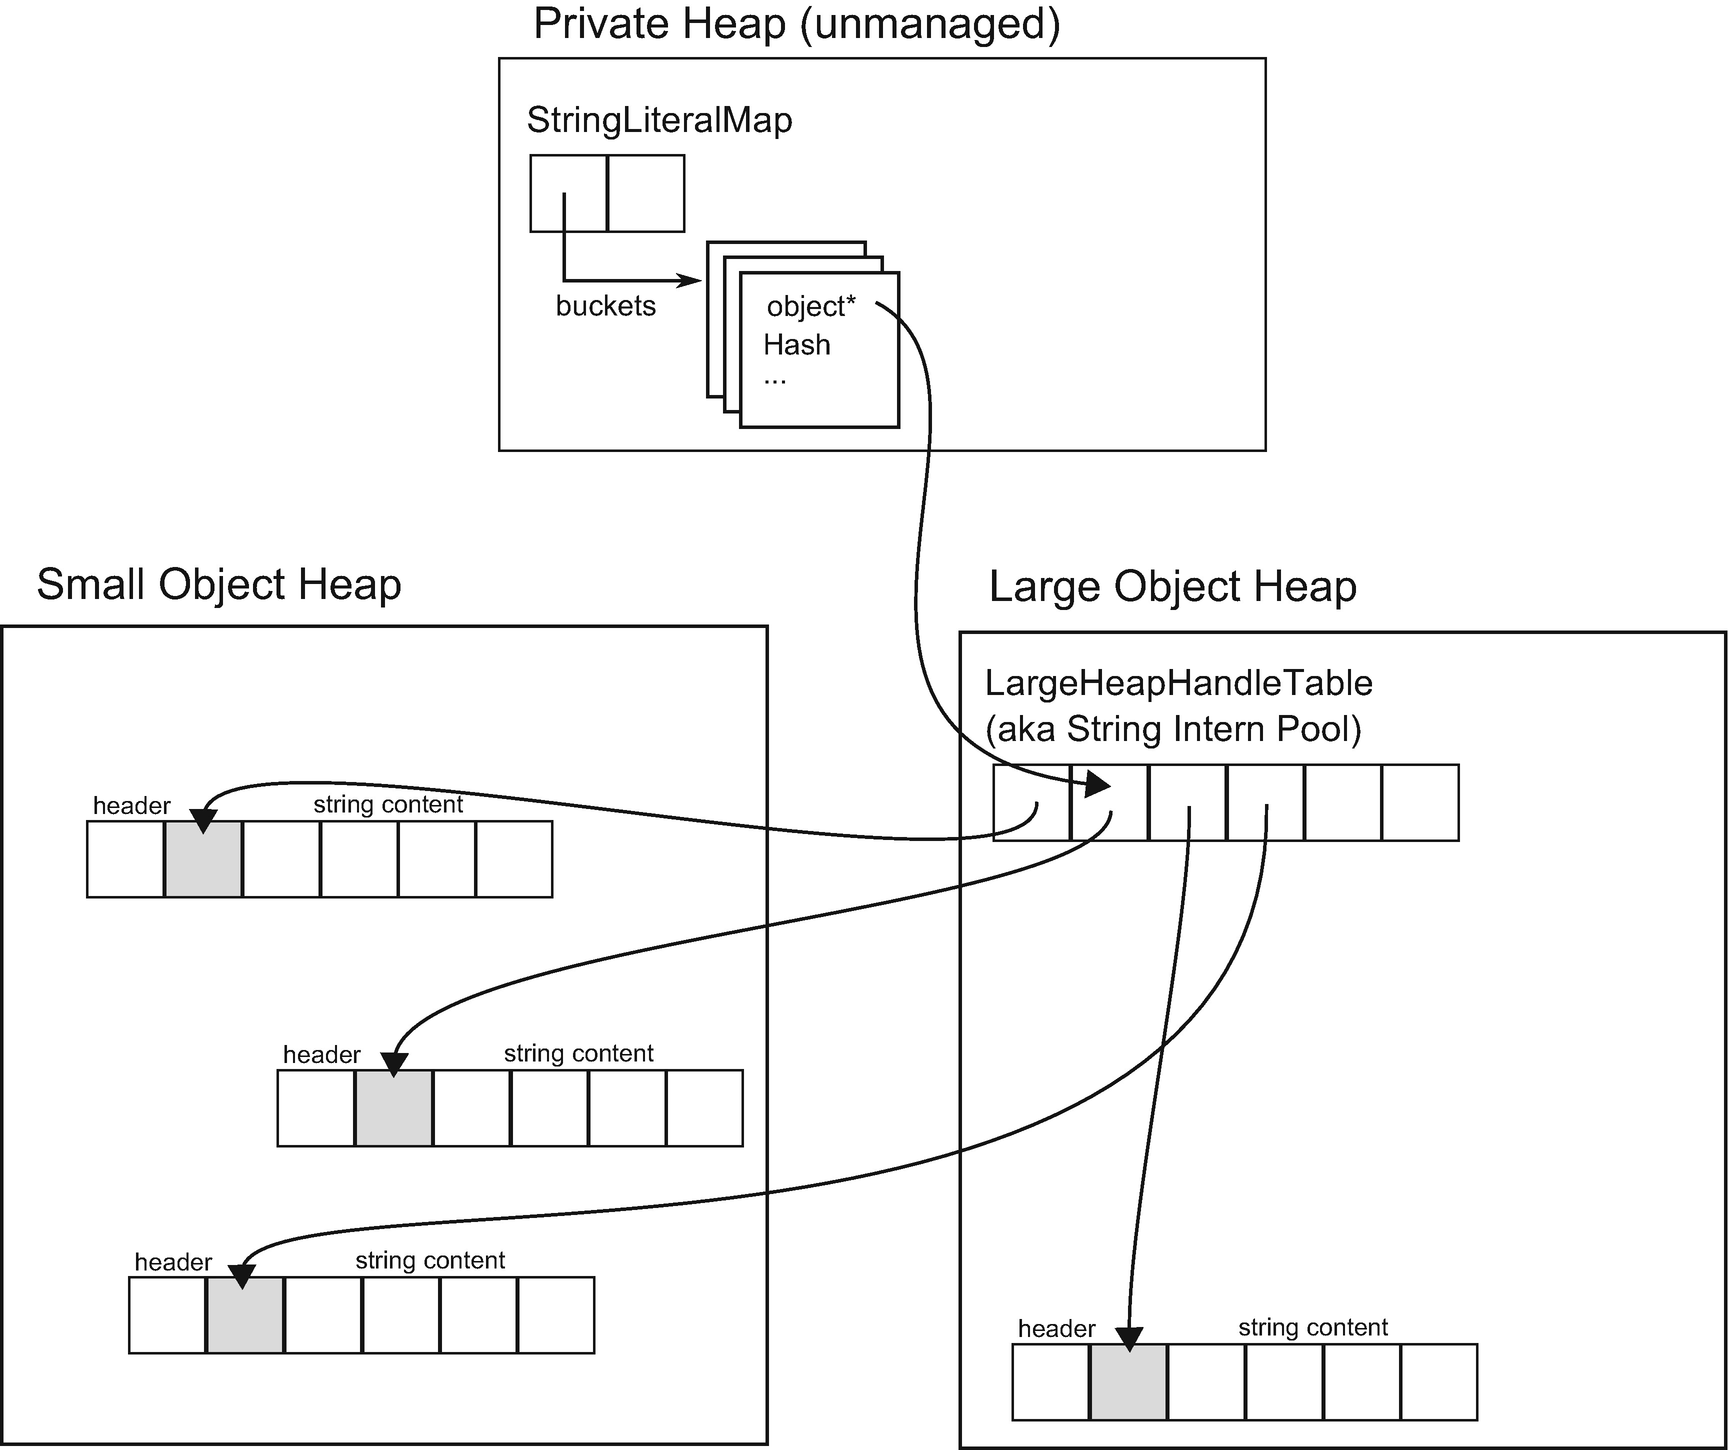 Private Heap (unmanaged)
StringLiteralMap
buckets
object*
Hash
...
Small Object Heap
header
string content
header
string content
header
string content
Large Object Heap
LargeHeapHandleTable
(aka String Intern Pool)
header
string content